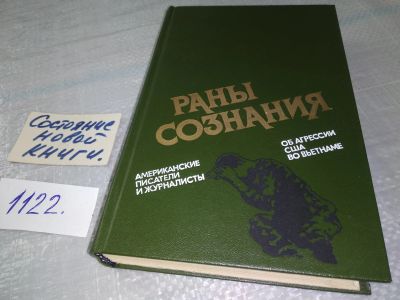 Состояние
новой
книги.
1122.
РАНЫ
СОЗНАНИЯ
АМЕРИКАНСКИЕ
ПИСАТЕЛИ
И ЖУРНАЛИСТЫ
ОБ АГРЕССИИ
США
ВО ВЬЕТНАМЕ